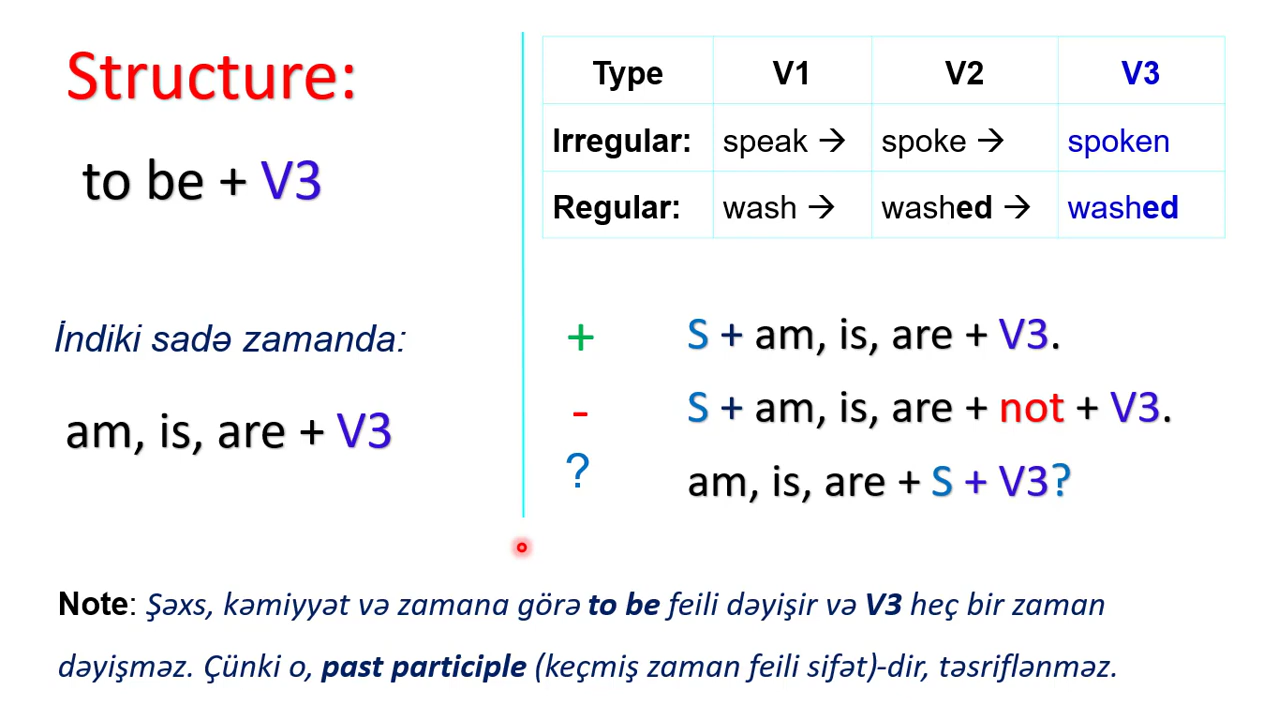 Structure:
to be + V3
Type V1 V2 V3
Irregular: speak → spoke → spoken
Regular: wash → washed → washed
İndiki sadə zamanda:
am, is, are + V3
+ S + am, is, are + V3.
- S + am, is, are + not + V3.
? am, is, are + S + V3?
Note: Şəxs, kəmiyyət və zamana görə to be feili dəyişir və V3 heç bir zaman
dəyişməz. Çünki o, past participle (keçmiş zaman feili sifət)-dir, təsriflənməz.